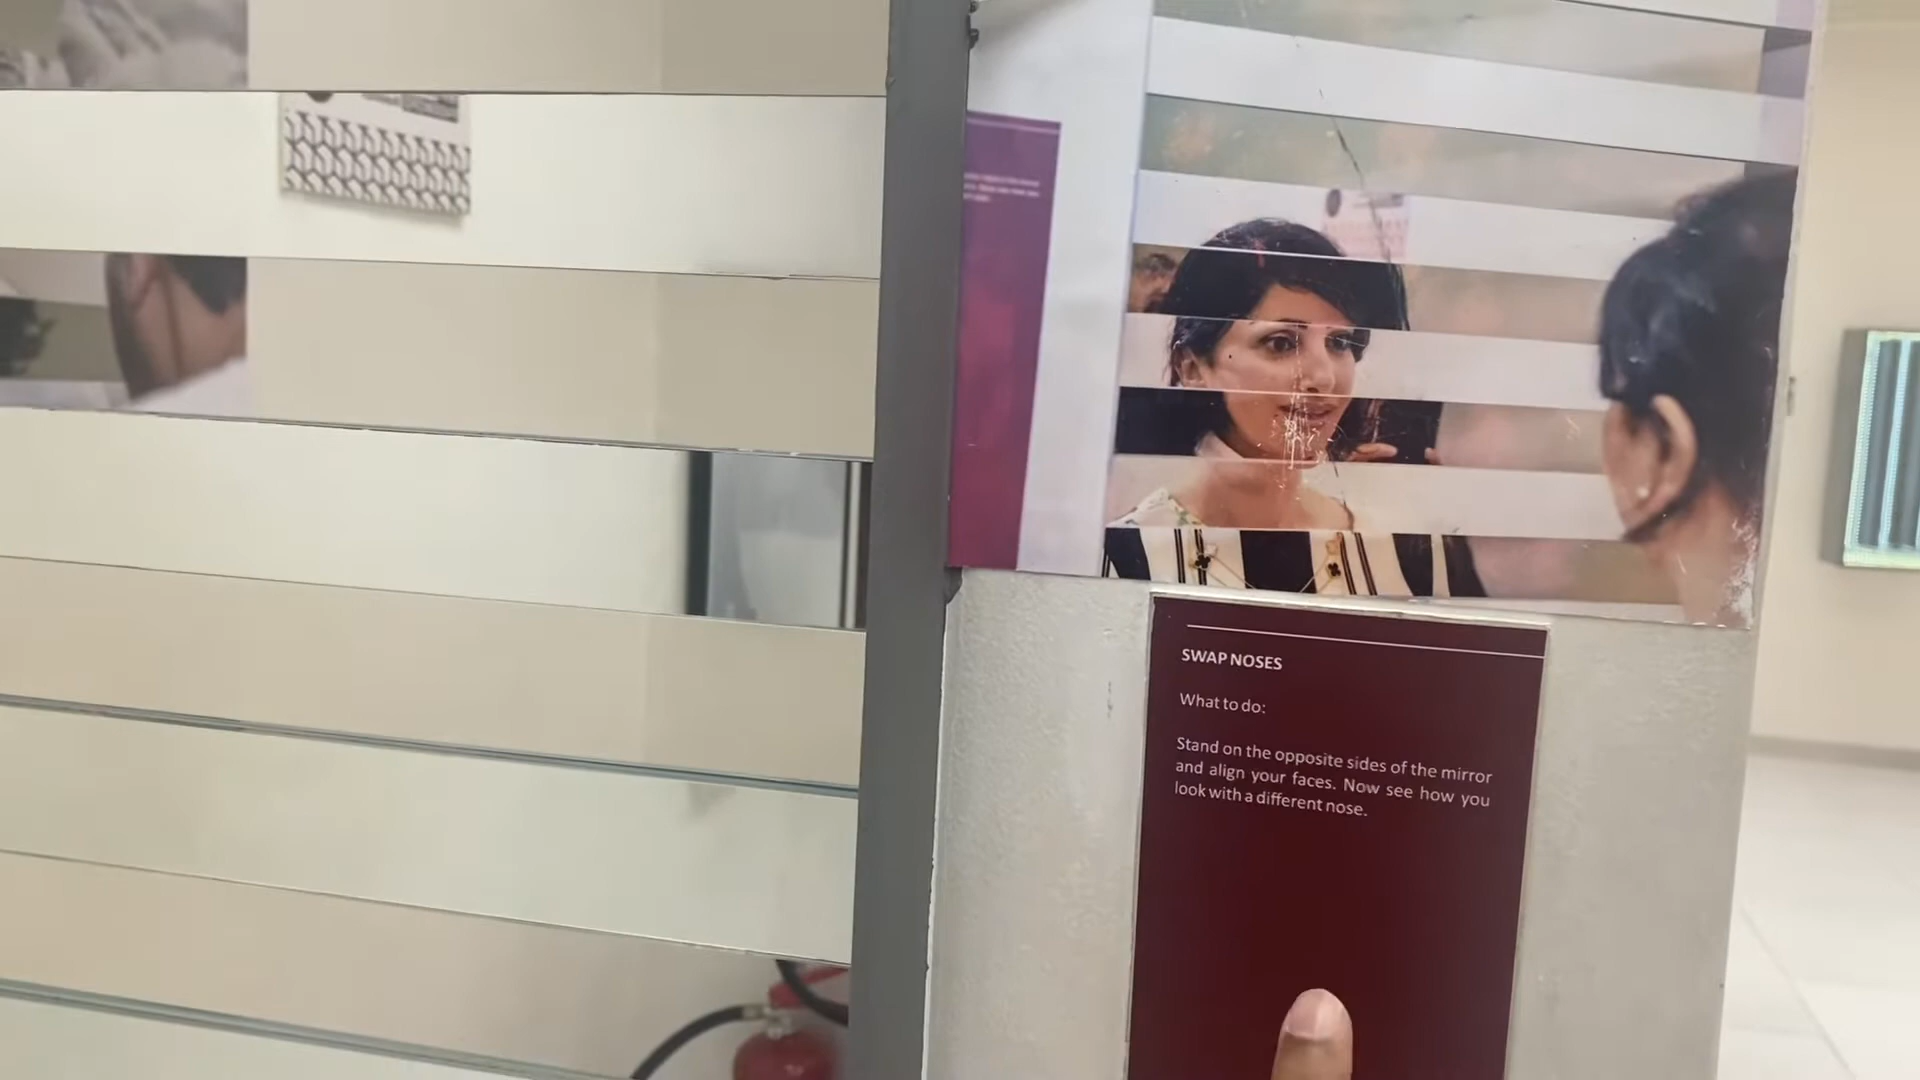 SWAP NOSES
What to do:
Stand on the opposite sides of the mirror
and align your faces. Now see how you
look with a different nose.